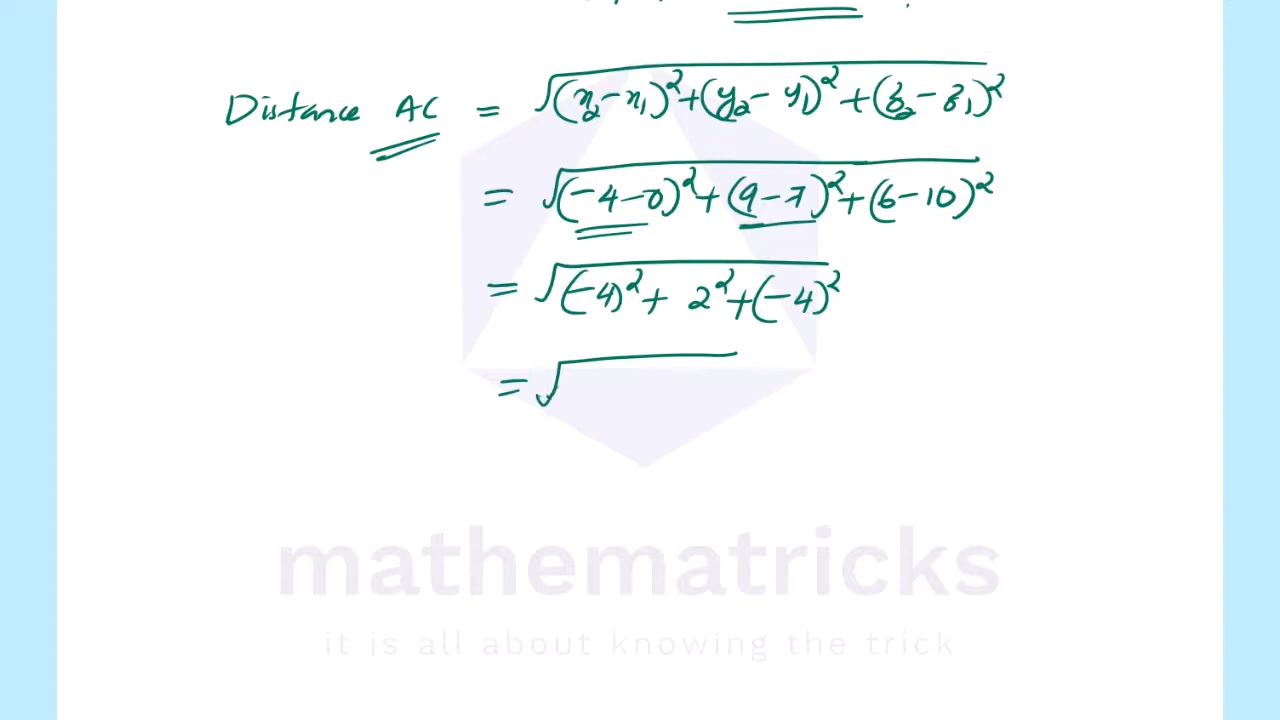 Distance AC = √(x₂-x₁)²+(y₂-y₁)²+(z₂-z₁)²
= √(-4-0)²+(9-7)²+(6-10)²
= √(-4)²+ 2²+(-4)²
= √
mathematricks
it is all about knowing the trick